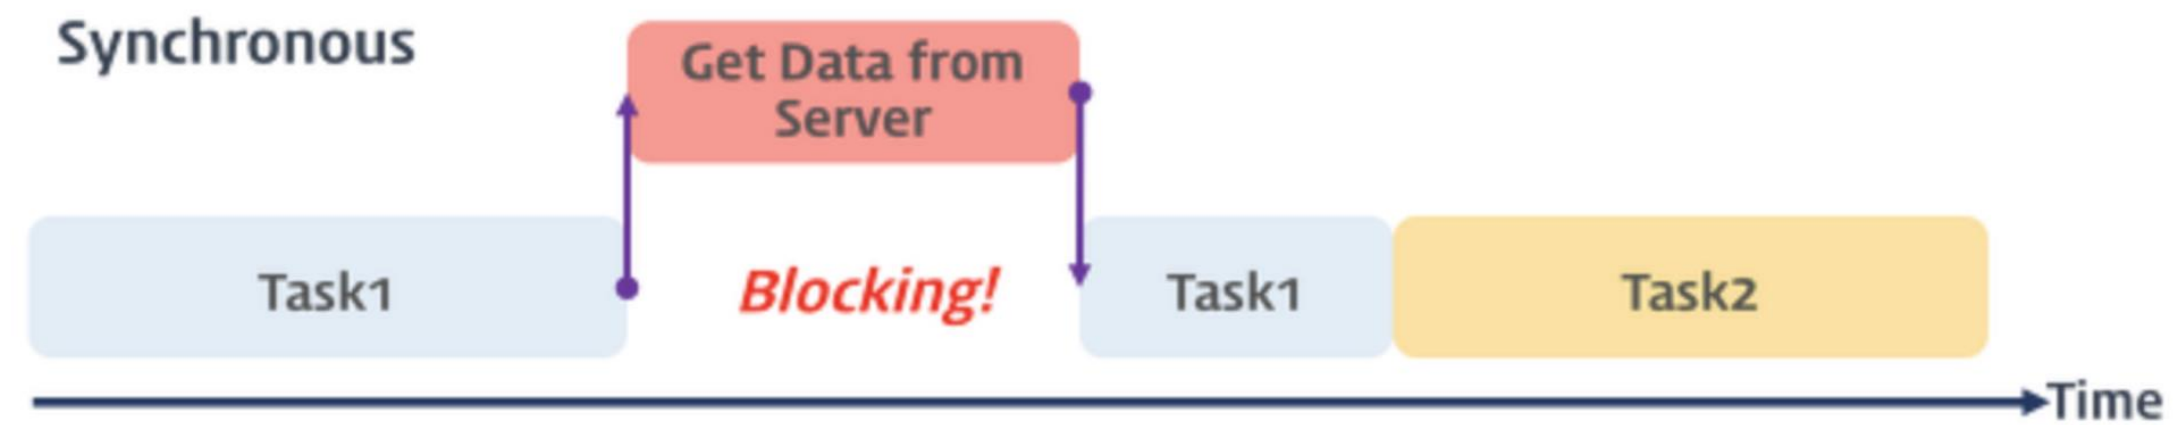 Synchronous
Get Data from
Server
Task1
Blocking!
Task1
Task2
Time